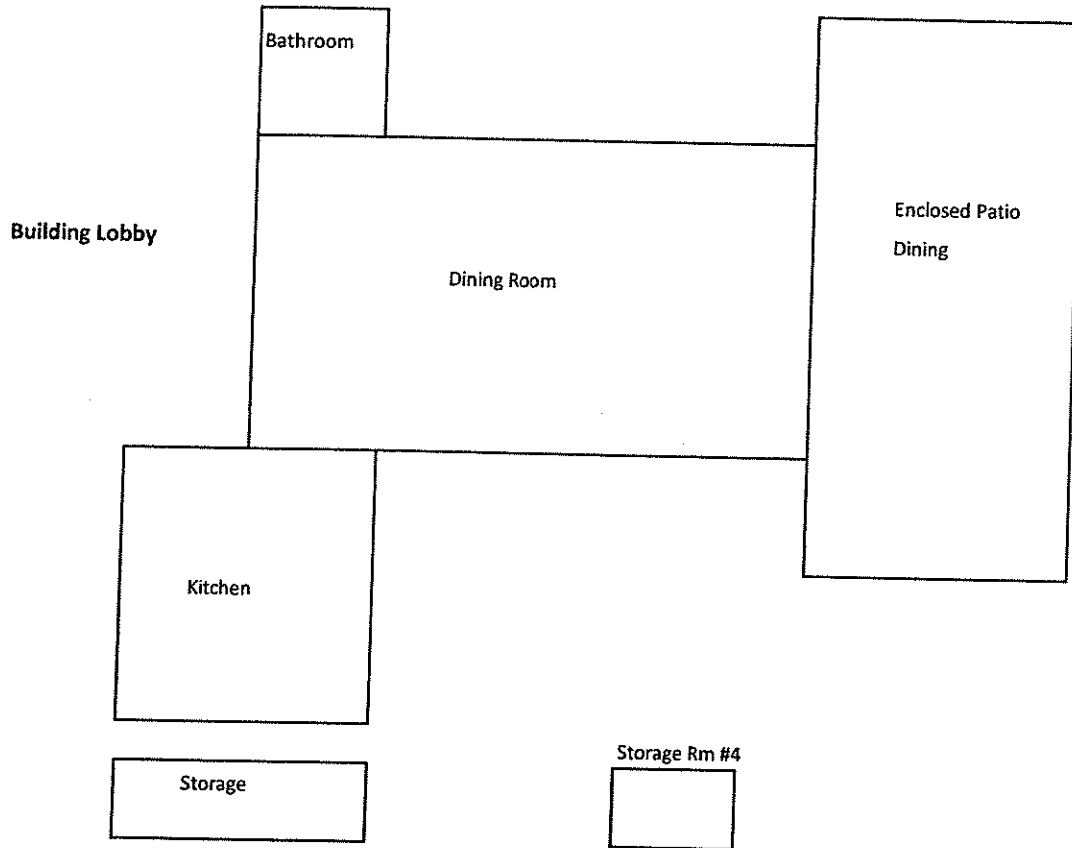 Bathroom
Building Lobby
Dining Room
Enclosed Patio
Dining
Kitchen
Storage
Storage Rm #4